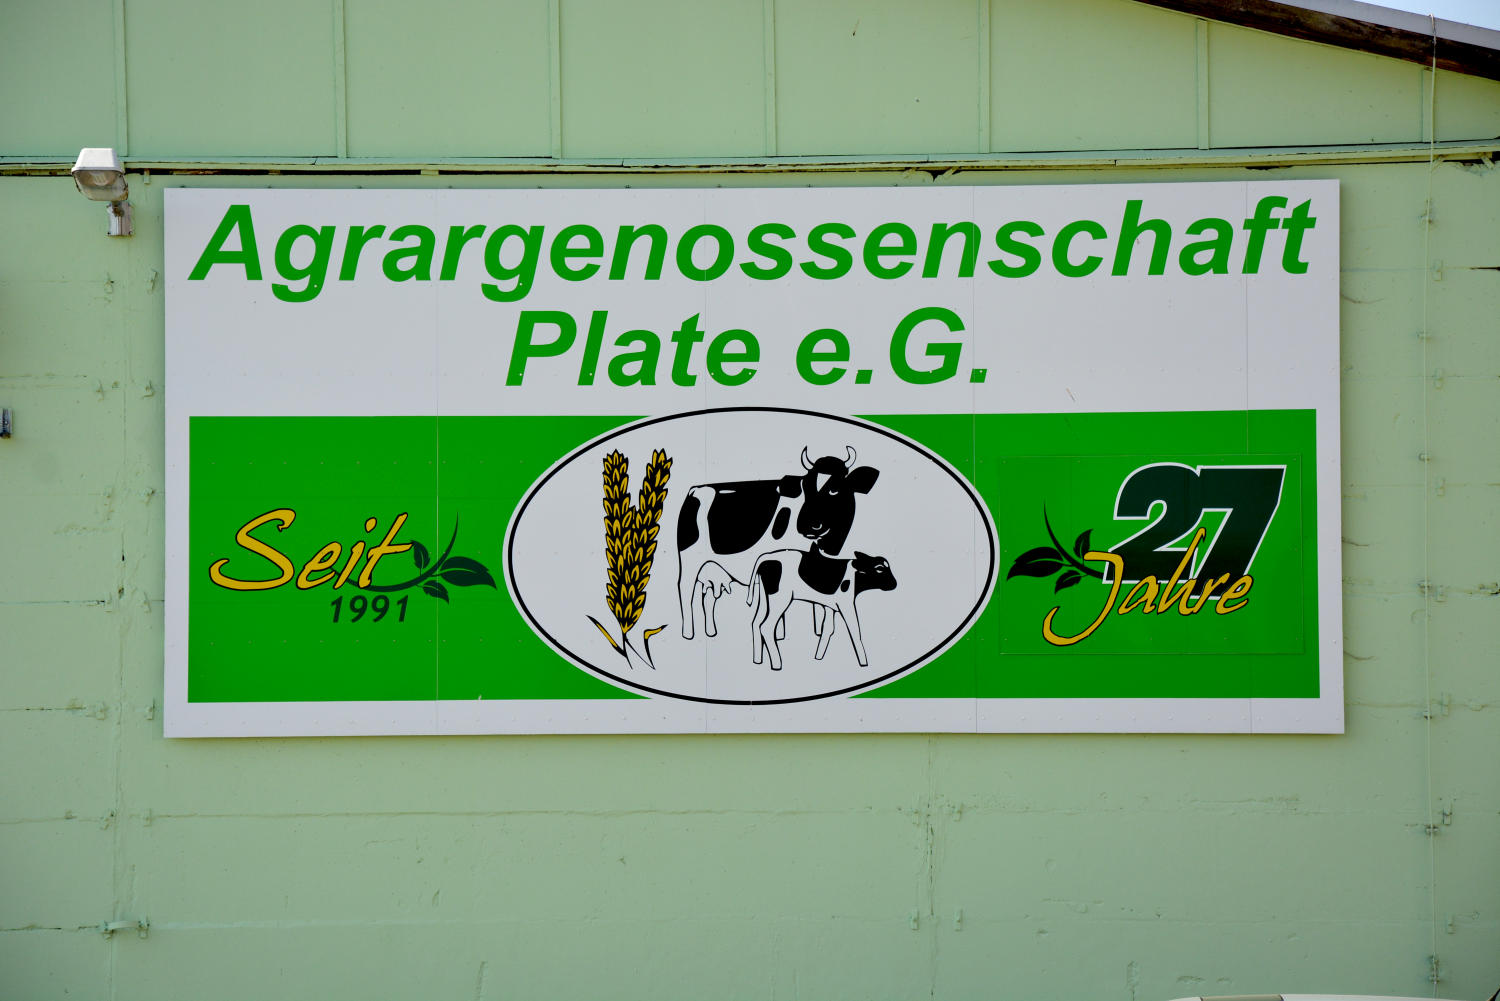 Agrargenossenschaft
Plate e.G.
Seit
1991
27
Jahre